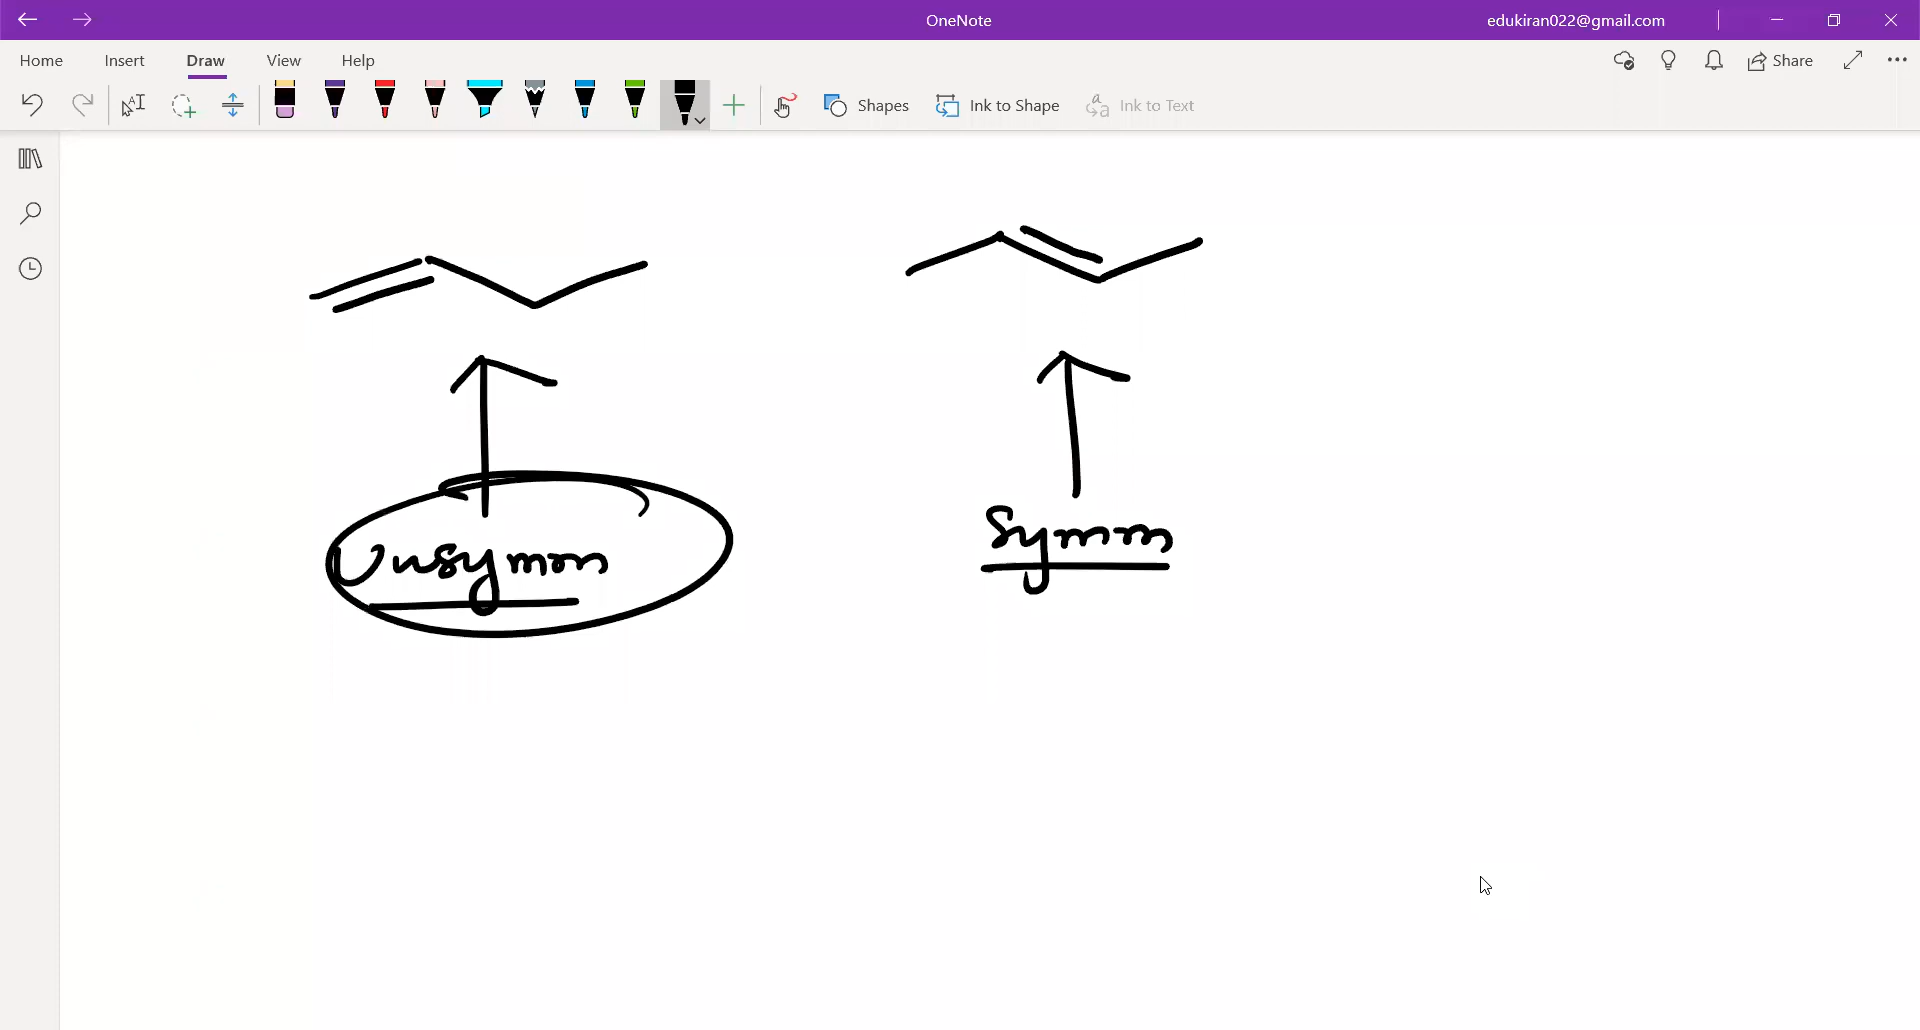 OneNote
edukiran022@gmail.com
Home Insert Draw View Help
Share
Shapes Ink to Shape Ink to Text
Unsymm
Symm